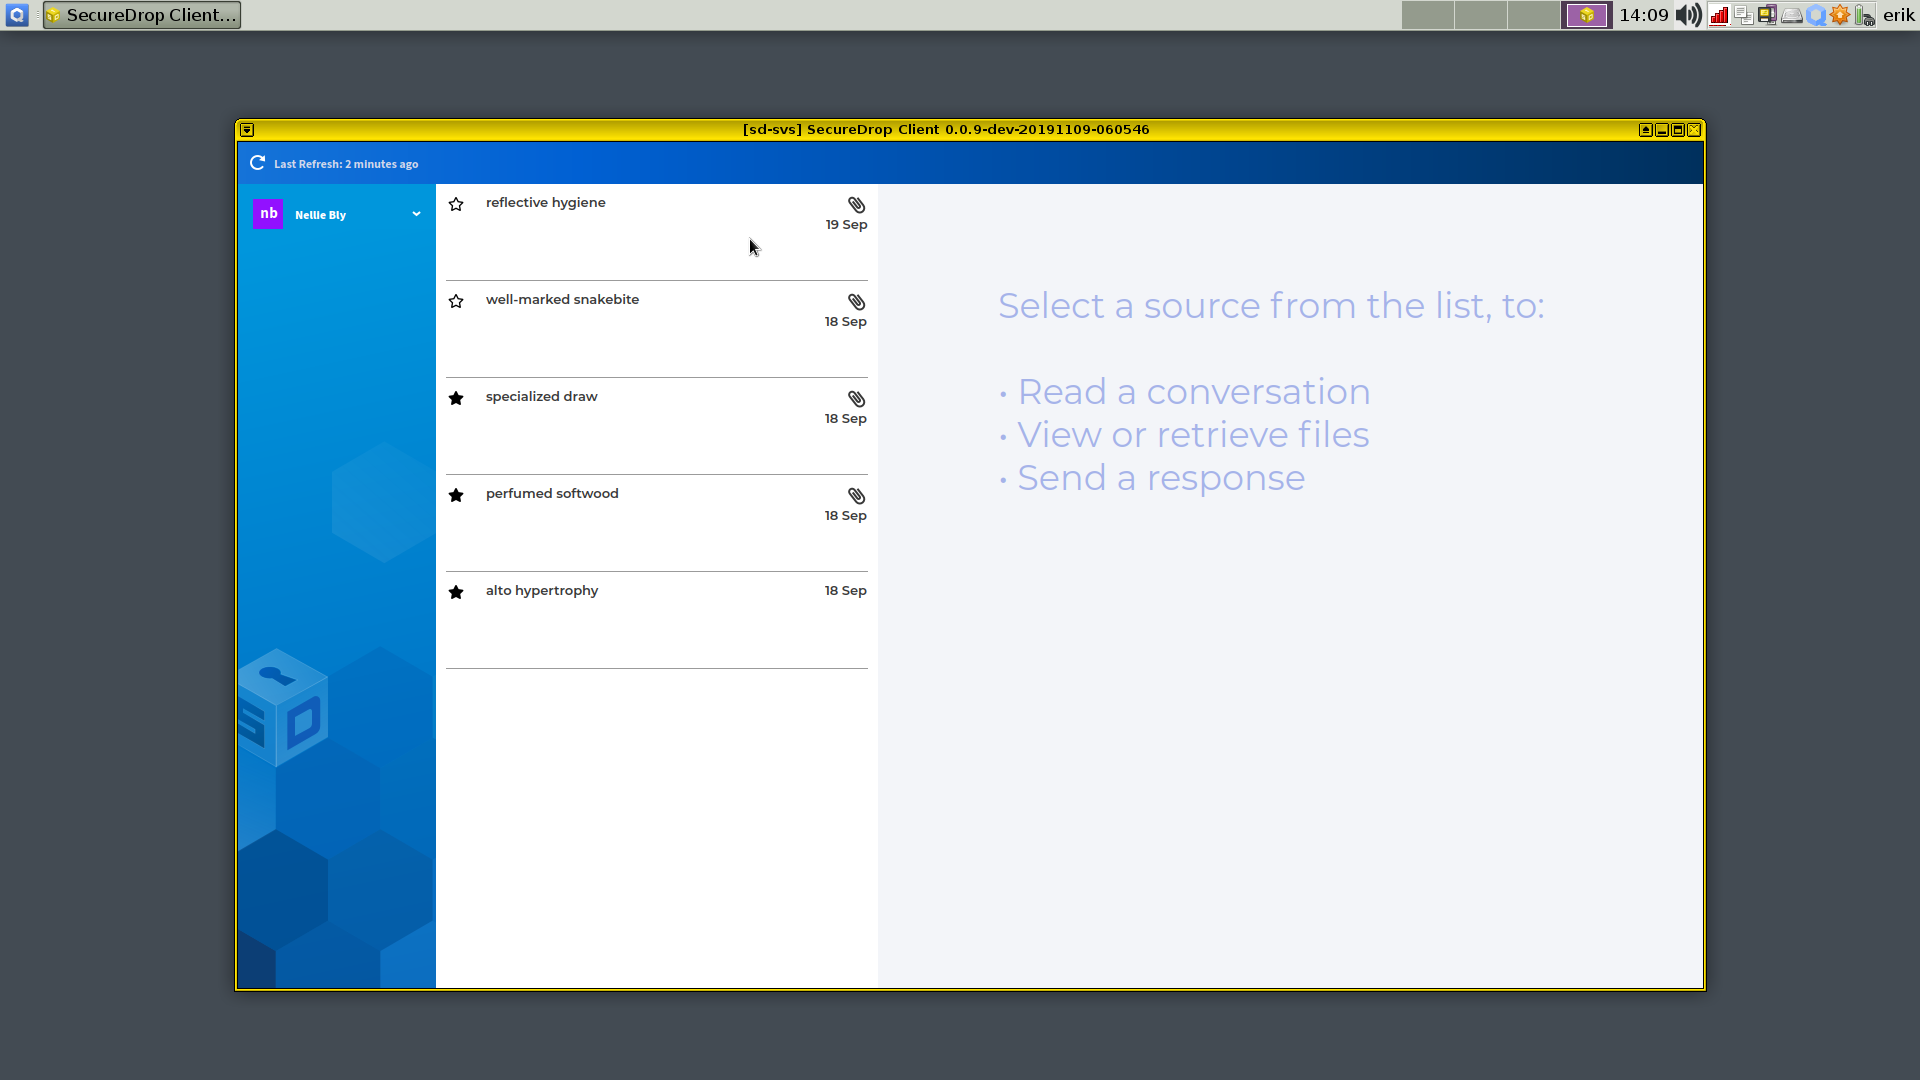 SecureDrop Client...
14:09
erik
[sd-svs] SecureDrop Client 0.0.9-dev-20191109-060546
Last Refresh: 2 minutes ago
nb
Nellie Bly
reflective hygiene
19 Sep
well-marked snakebite
18 Sep
specialized draw
18 Sep
perfumed softwood
18 Sep
alto hypertrophy
18 Sep
Select a source from the list, to:
• Read a conversation
• View or retrieve files
• Send a response
S D